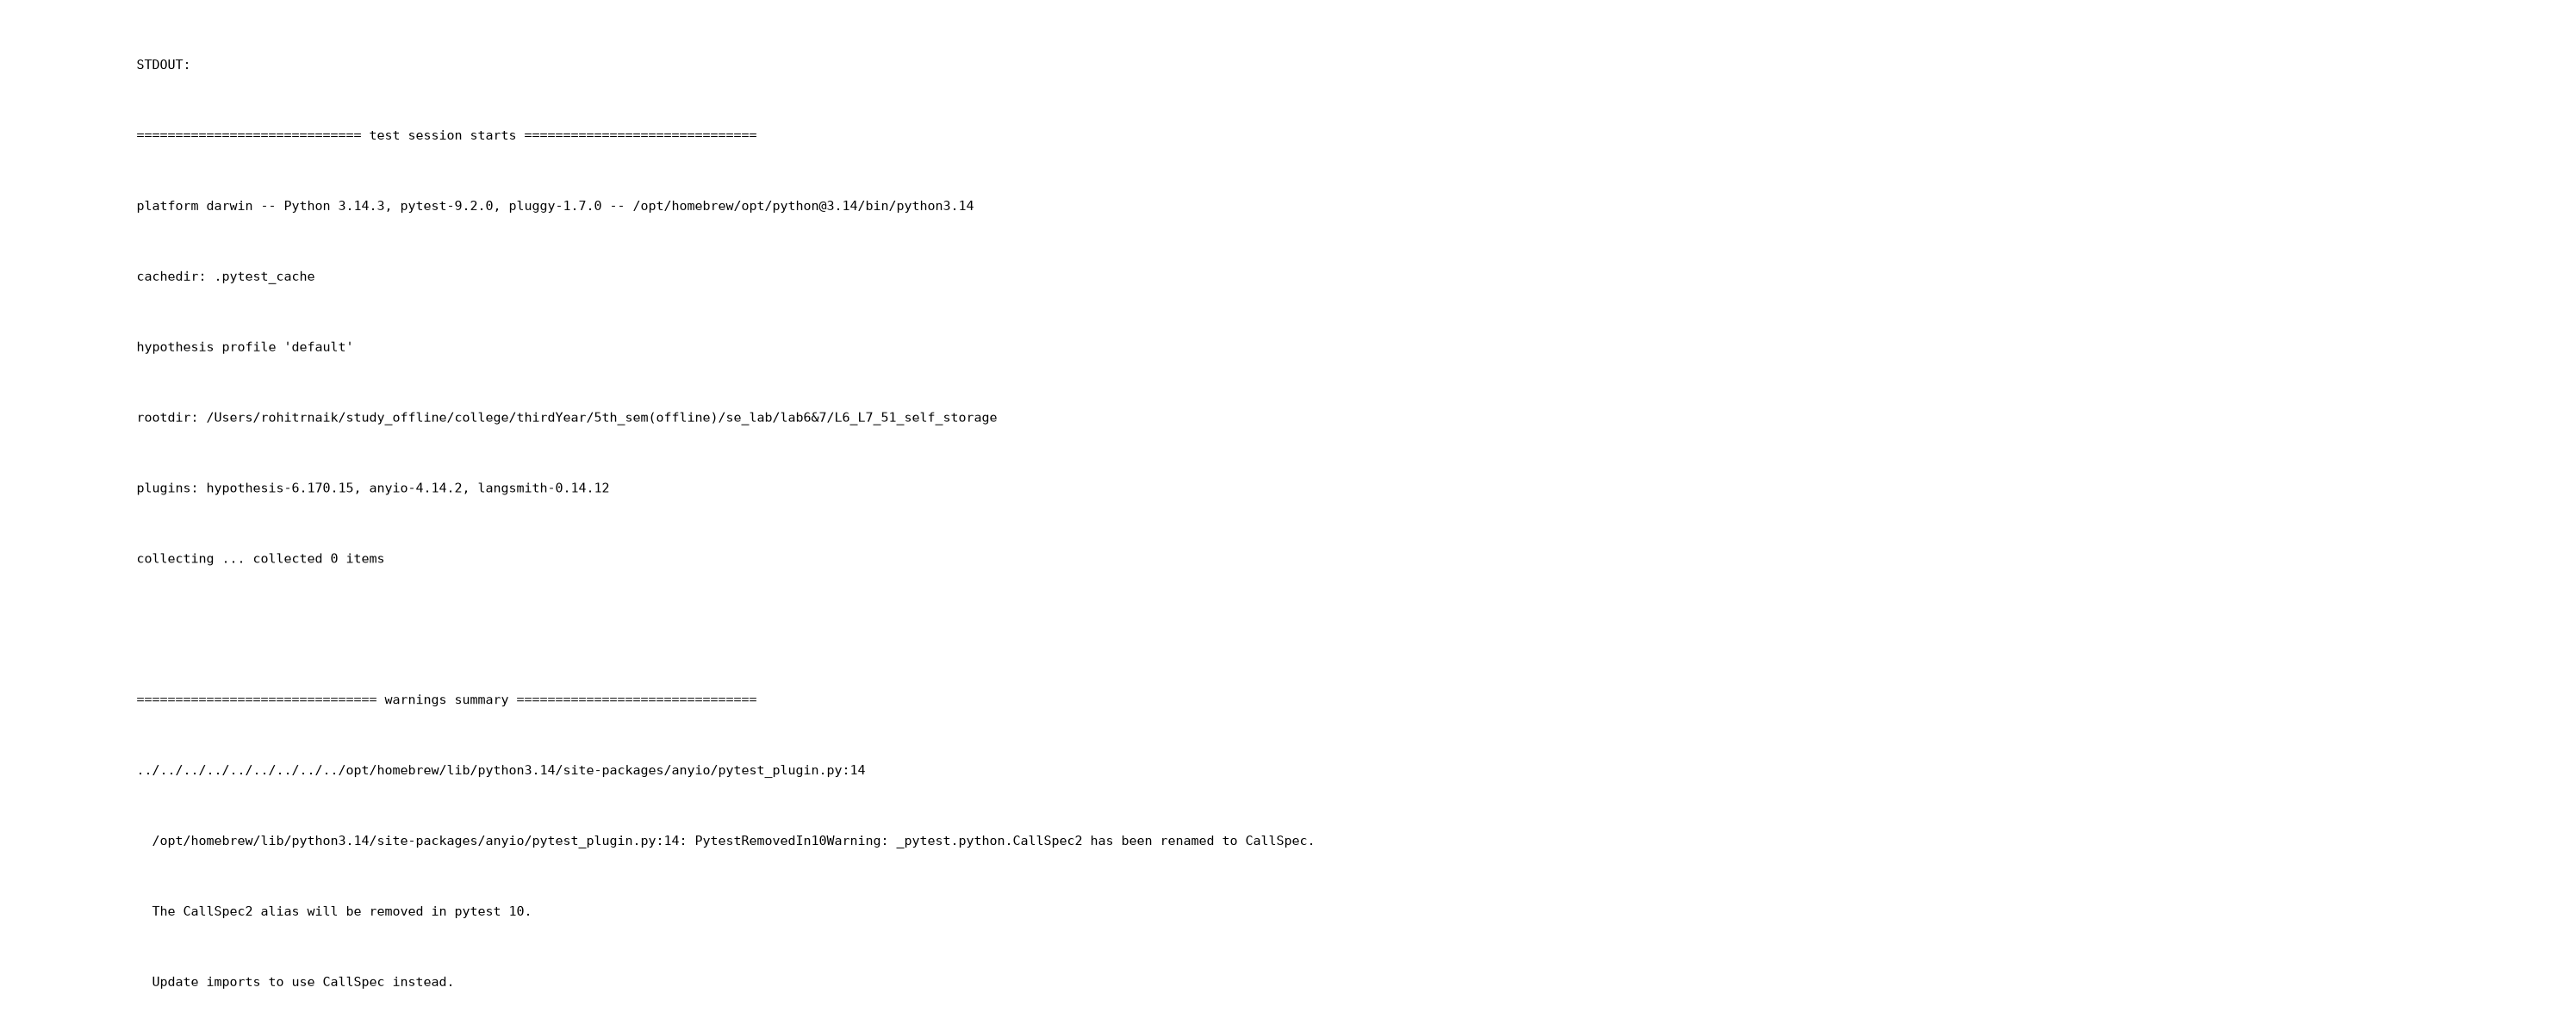 STDOUT:
============================= test session starts ==============================
platform darwin -- Python 3.14.3, pytest-9.2.0, pluggy-1.7.0 -- /opt/homebrew/opt/python@3.14/bin/python3.14
cachedir: .pytest_cache
hypothesis profile 'default'
rootdir: /Users/rohitrnaik/study_offline/college/thirdYear/5th_sem(offline)/se_lab/lab6&7/L6_L7_51_self_storage
plugins: hypothesis-6.170.15, anyio-4.14.2, langsmith-0.14.12
collecting ... collected 0 items
=============================== warnings summary ===============================
../../../../../../../../../opt/homebrew/lib/python3.14/site-packages/anyio/pytest_plugin.py:14
  /opt/homebrew/lib/python3.14/site-packages/anyio/pytest_plugin.py:14: PytestRemovedIn10Warning: _pytest.python.CallSpec2 has been renamed to CallSpec.
  The CallSpec2 alias will be removed in pytest 10.
  Update imports to use CallSpec instead.